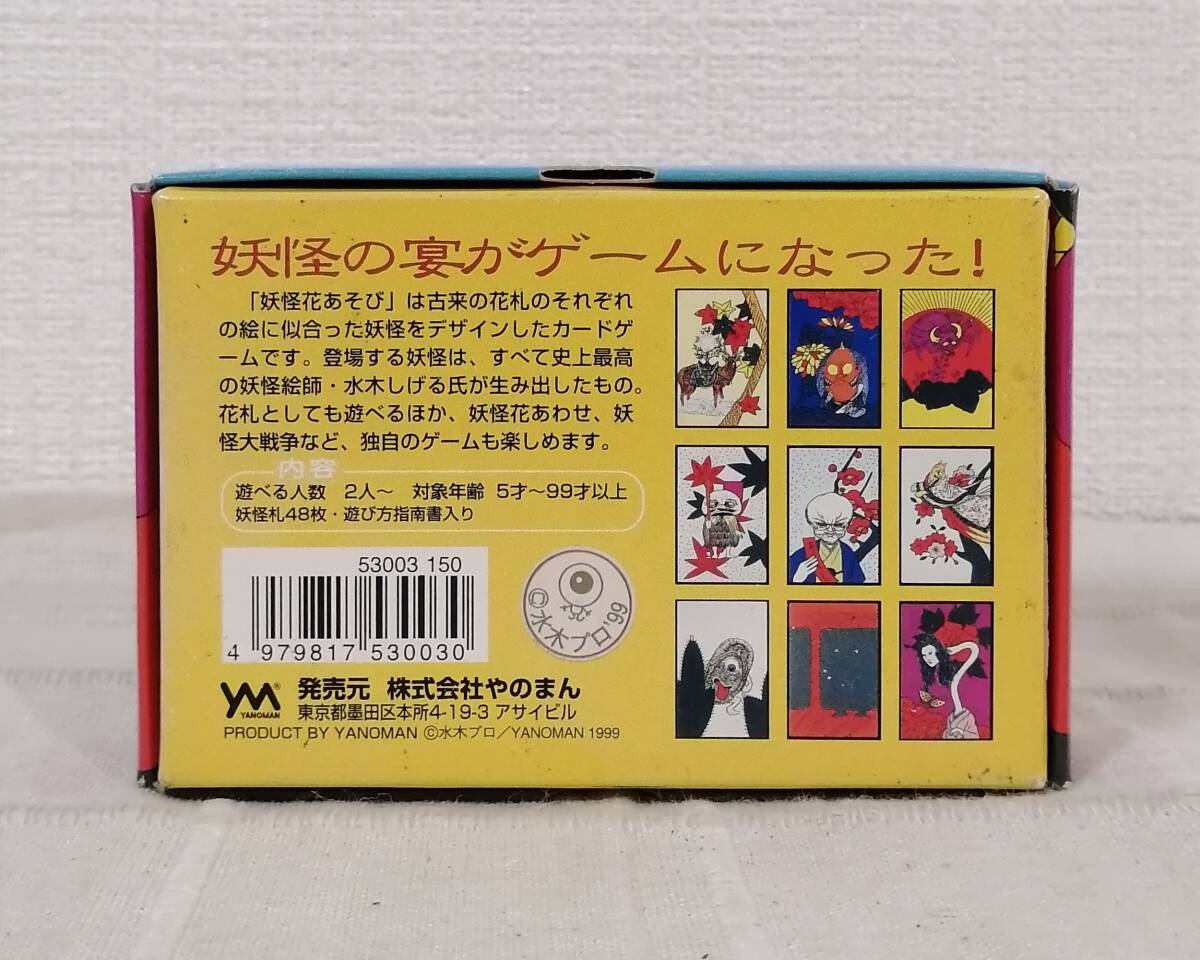 妖怪の宴がゲームになった!
「妖怪花あそび」は古来の花札のそれぞれ
の絵に似合った妖怪をデザインしたカードゲ
ームです。登場する妖怪は、すべて史上最高
の妖怪絵師・水木しげる氏が生み出したもの。
花札としても遊べるほか、妖怪花あわせ、妖
怪大戦争など、独自のゲームも楽しめます。
内容
遊べる人数 2人～ 対象年齢 5才～99才以上
妖怪札48枚・遊び方指南書入り
53003 150
4 979817 530030
©水木プロ'99
YM®
YANOMAN
発売元 株式会社やのまん
東京都墨田区本所4-19-3 アサイビル
PRODUCT BY YANOMAN ©水木プロ／YANOMAN 1999